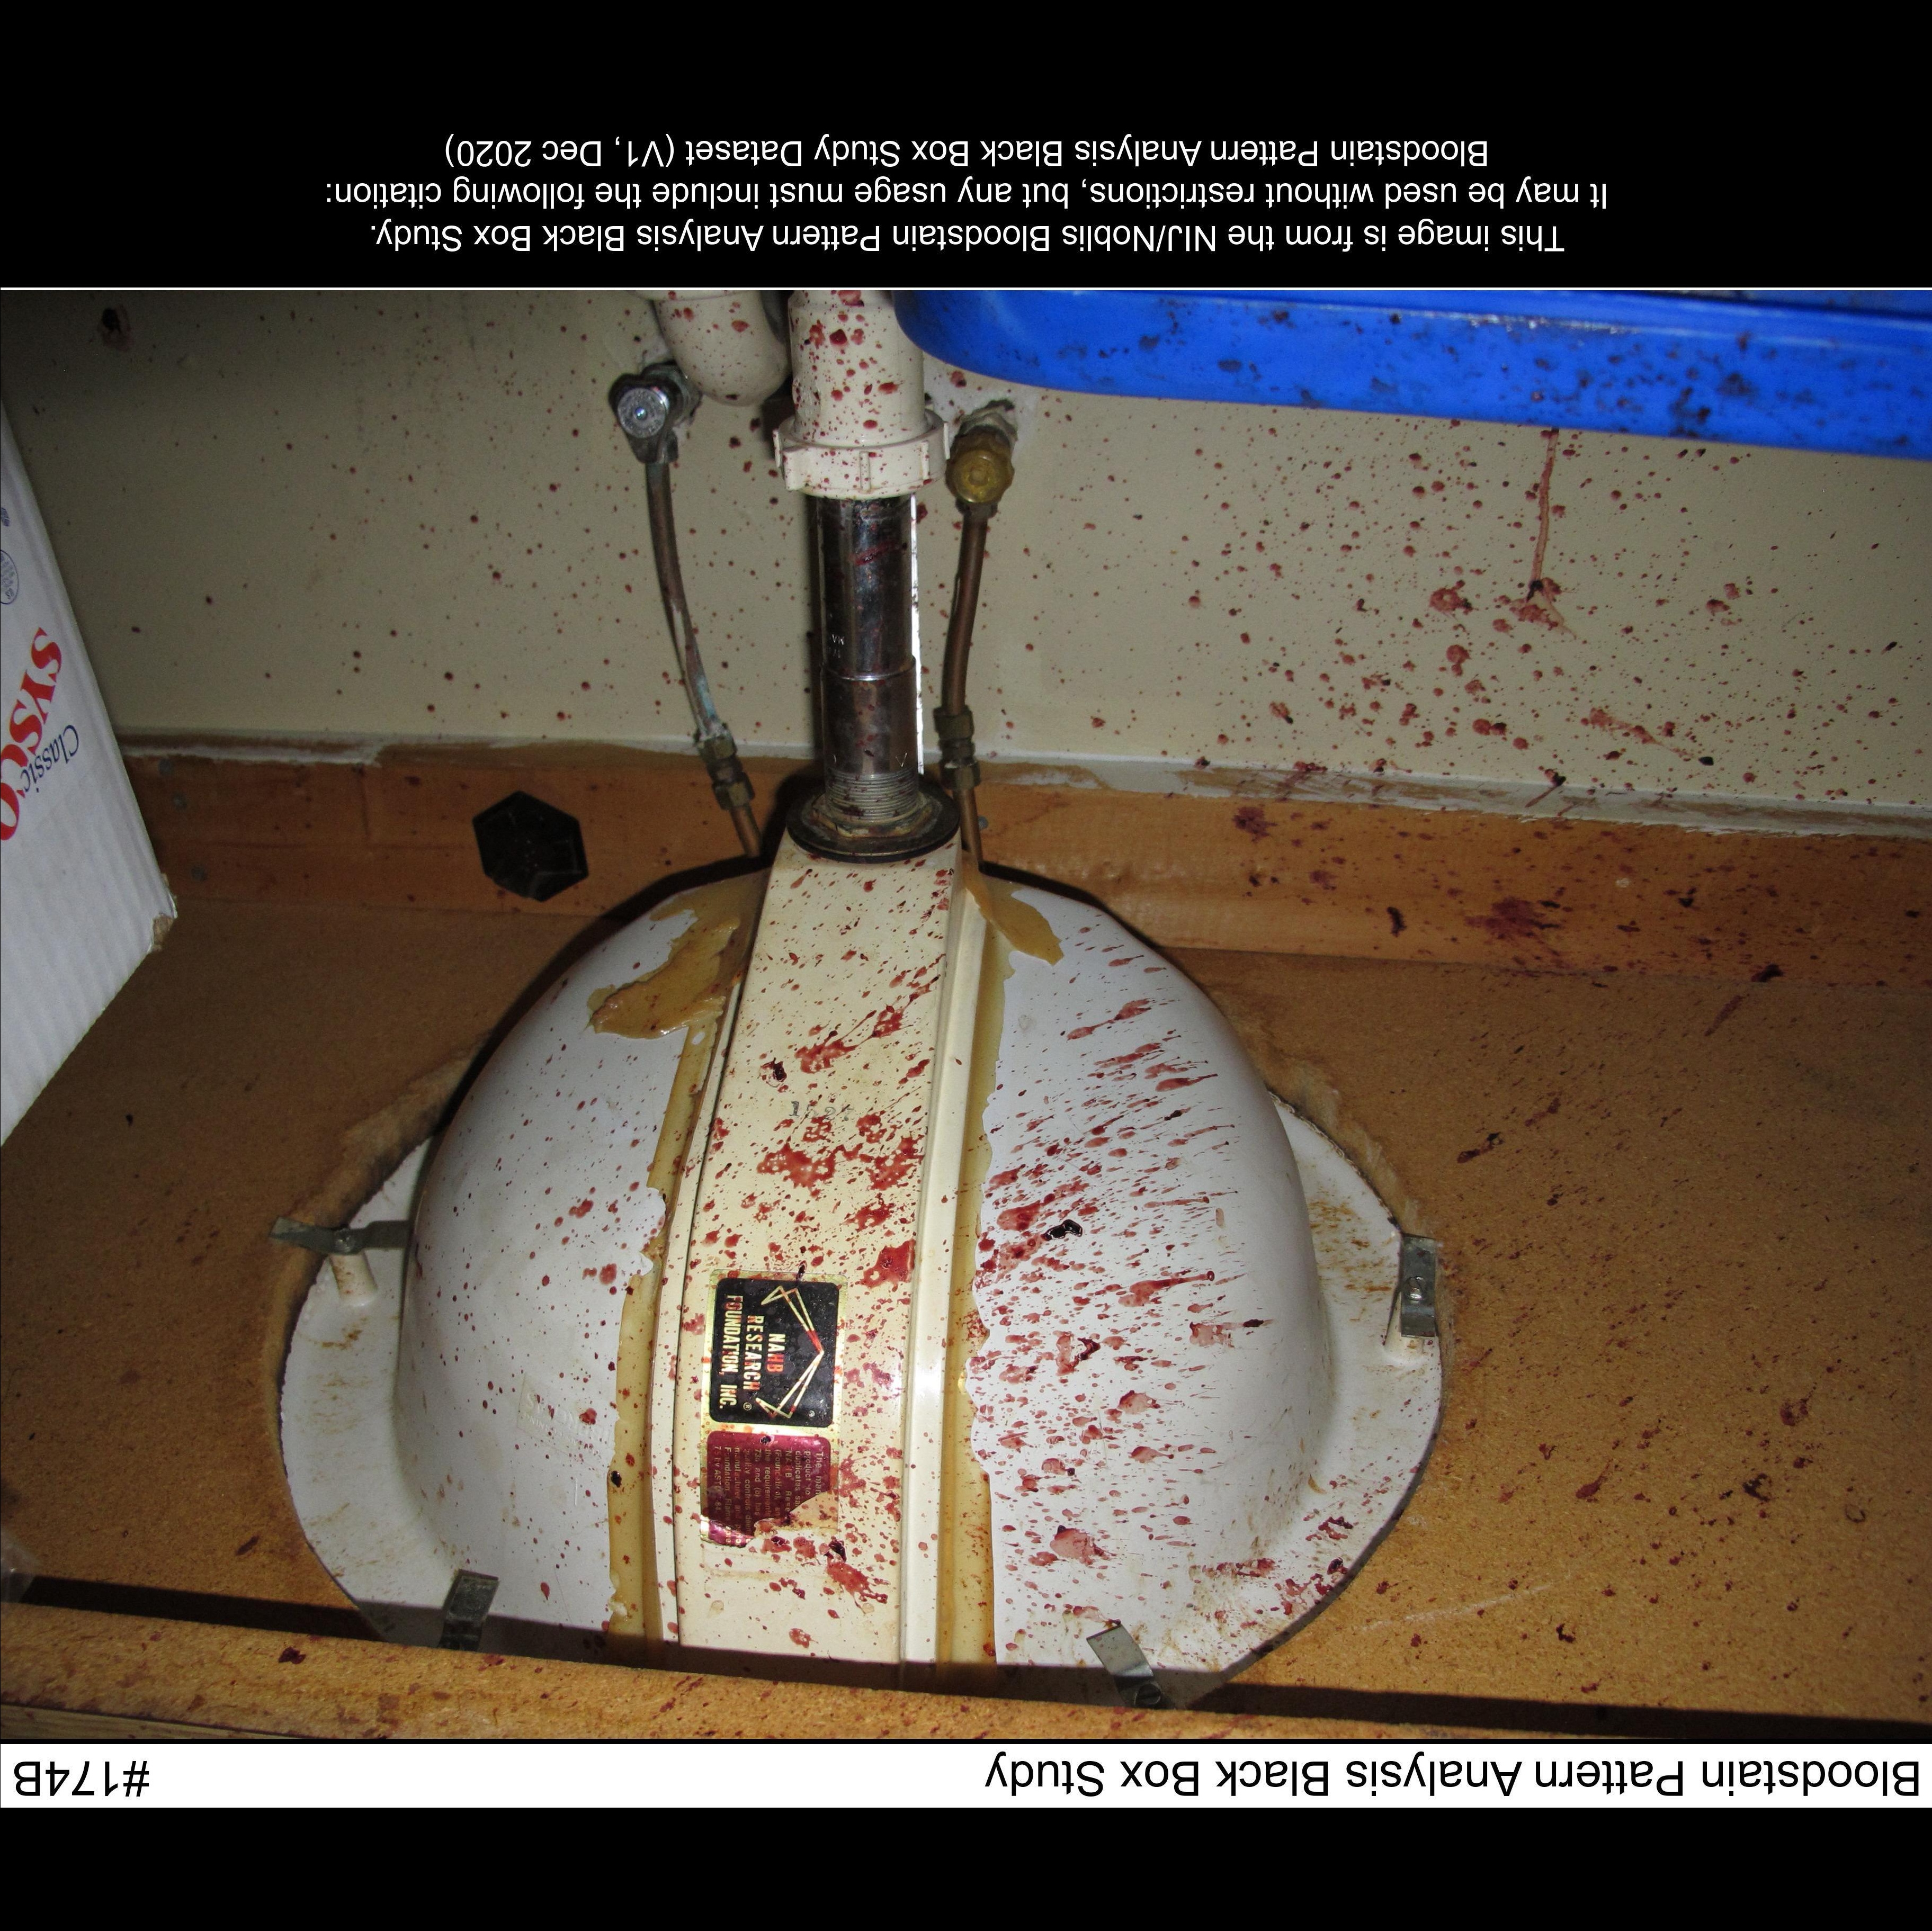 Bloodstain Pattern Analysis Black Box Study
#174B
NAHB
RESEARCH ®
FOUNDATION, INC.
Classic
SYSCO
This image is from the NIJ/Noblis Bloodstain Pattern Analysis Black Box Study.
It may be used without restrictions, but any usage must include the following citation:
Bloodstain Pattern Analysis Black Box Study Dataset (V1, Dec 2020)